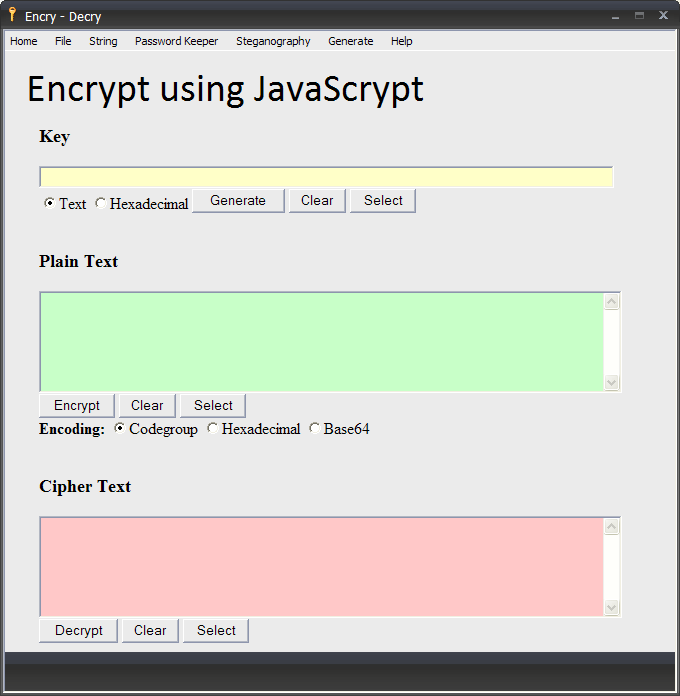 Encry - Decry
Home File String Password Keeper Steganography Generate Help
Encrypt using JavaScrypt
Key
Text Hexadecimal Generate Clear Select
Plain Text
Encrypt Clear Select
Encoding: Codegroup Hexadecimal Base64
Cipher Text
Decrypt Clear Select